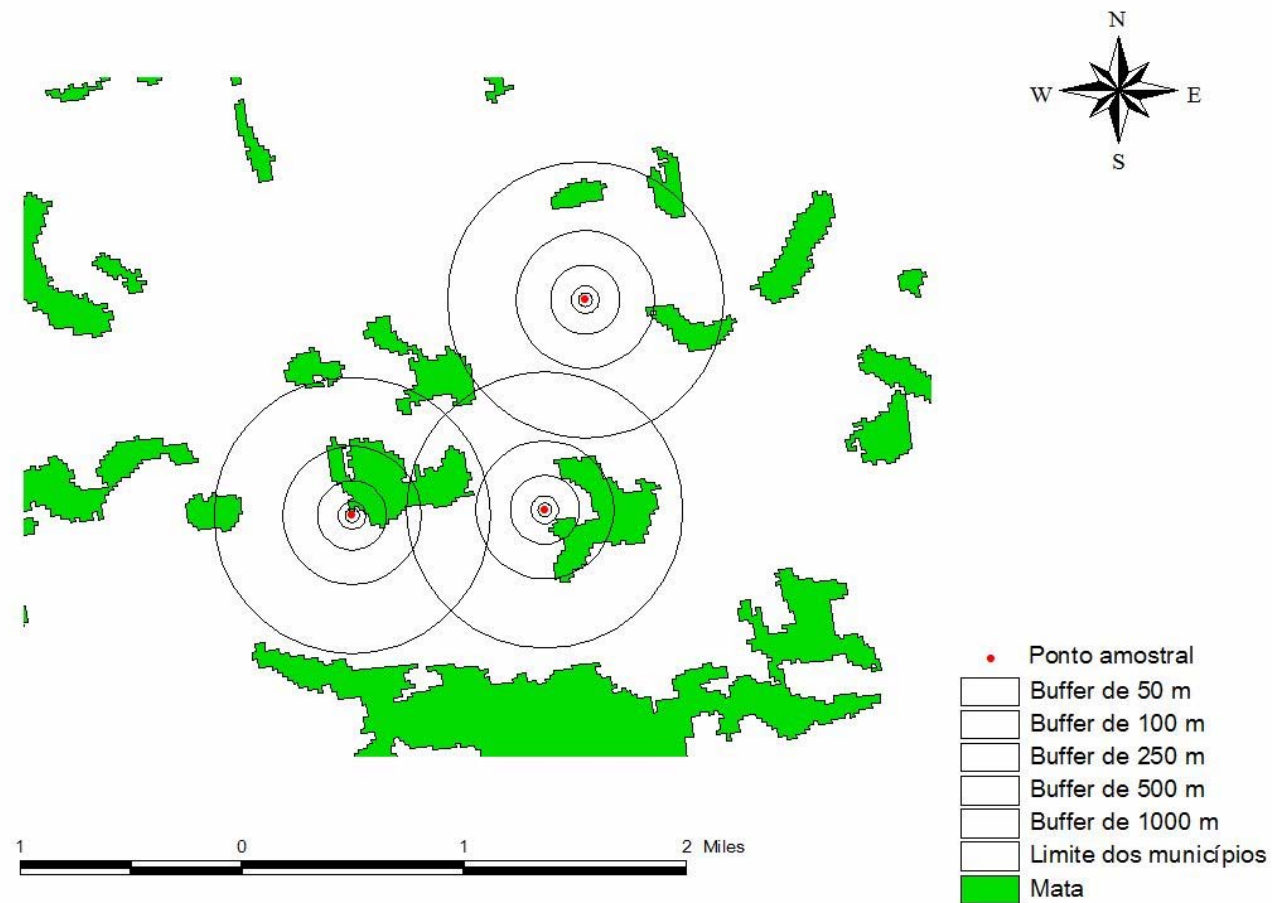 N
W E
S
Ponto amostral
Buffer de 50 m
Buffer de 100 m
Buffer de 250 m
Buffer de 500 m
Buffer de 1000 m
Limite dos municípios
Mata
1 0 1 2 Miles